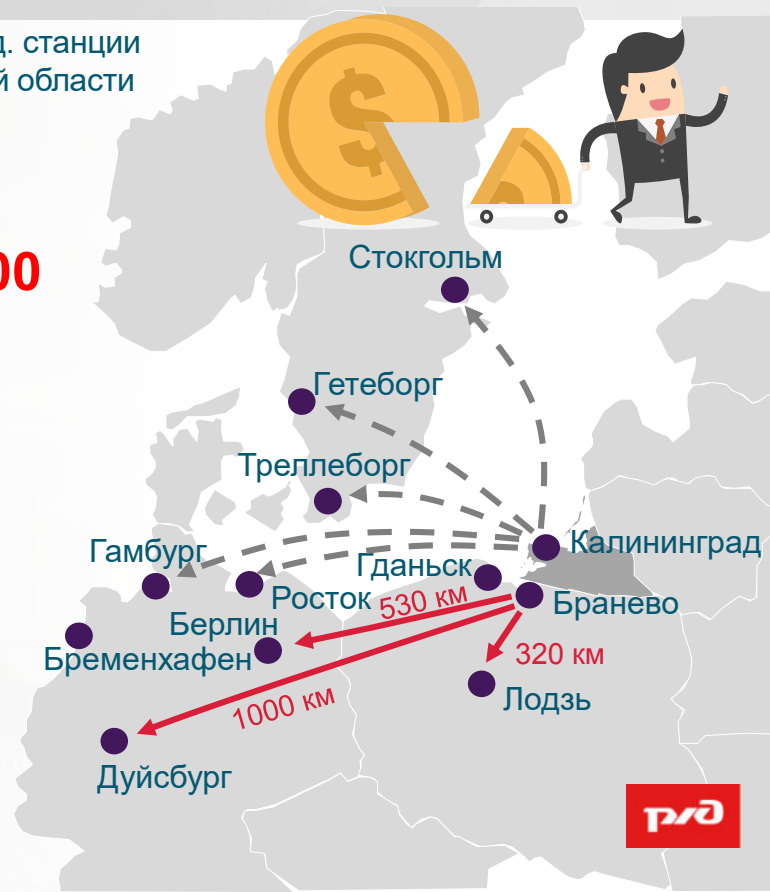 д. станции
й области
$
00
Стокгольм
Гетеборг
Треллеборг
Гамбург
Гданьск
Калининград
Росток
530 км
Бранево
Берлин
Бременхафен
320 км
1000 км
Лодзь
Дуйсбург
ржд